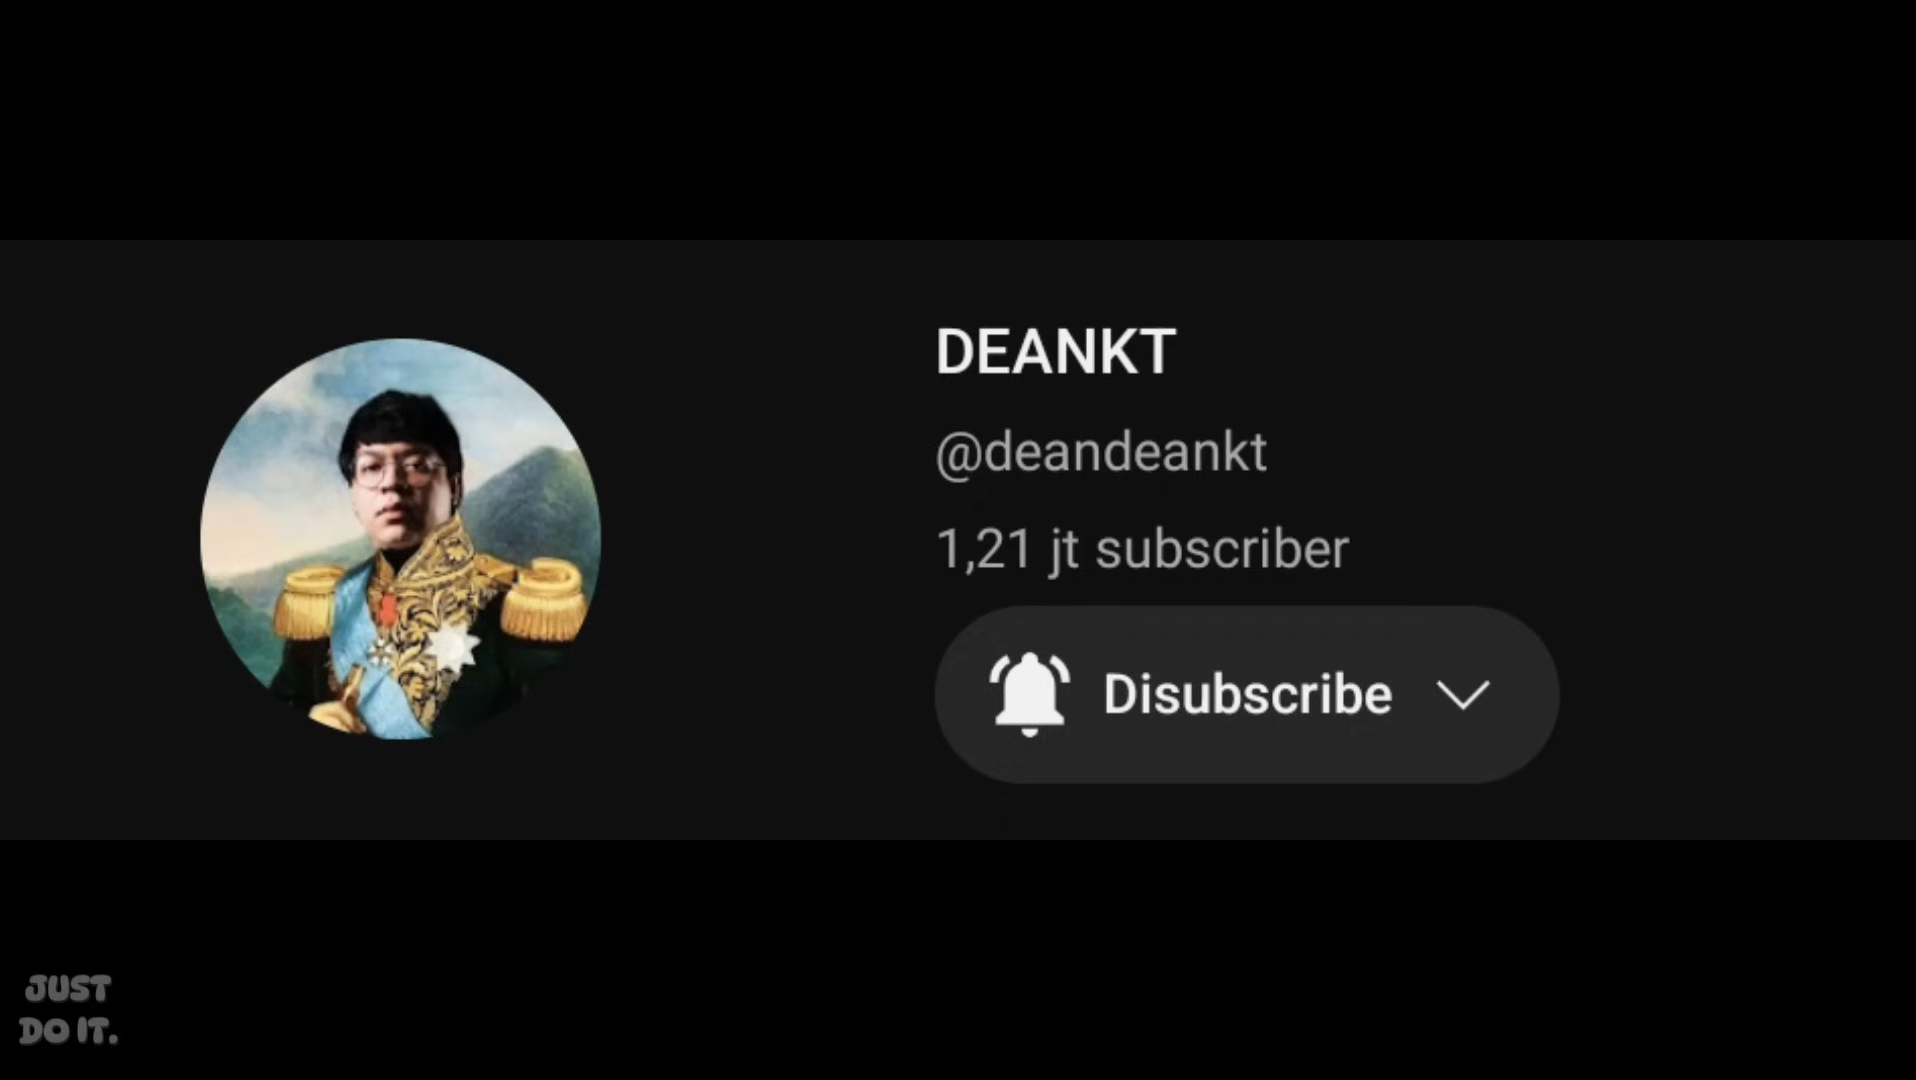 DEANKT
@deandeankt
1,21 jt subscriber
Disubscribe
JUST
DO IT.